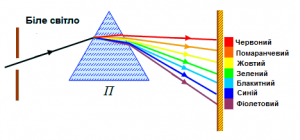 Біле світло
Червоний
Помаранчевий
Жовтий
Зелений
Блакитний
Синій
Фіолетовий
П